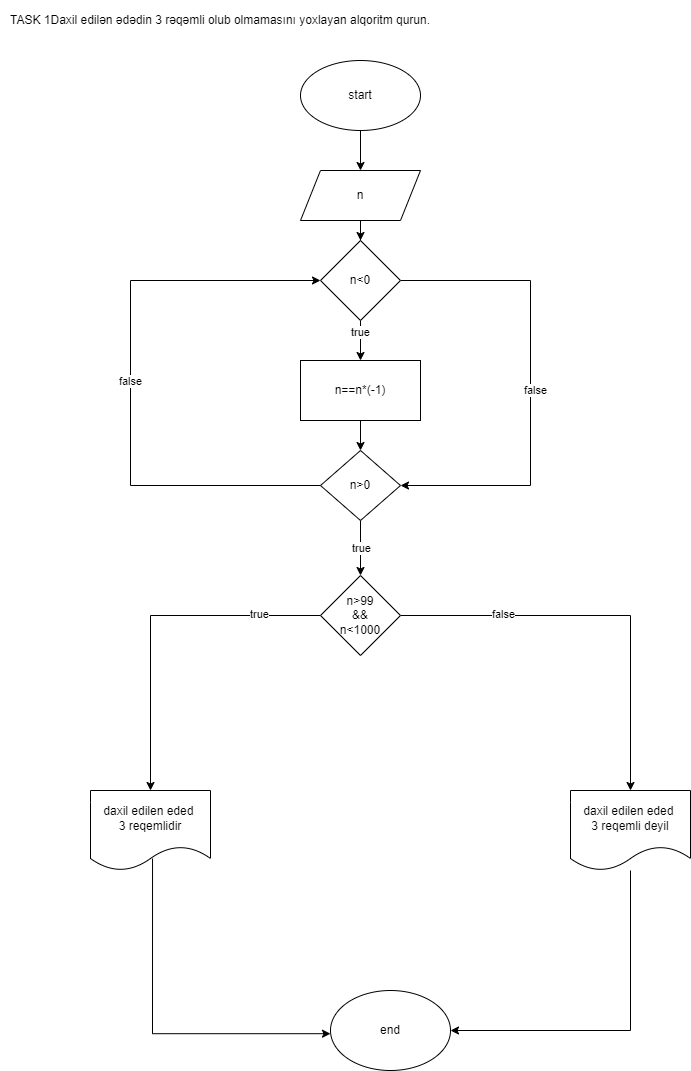 TASK 1Daxil edilən ədədin 3 rəqəmli olub olmamasını yoxlayan alqoritm qurun.
start
n
n<0
true
n==n*(-1)
false
false
n>0
true
n>99
&&
n<1000
true
false
daxil edilen eded
3 reqemlidir
daxil edilen eded
3 reqemli deyil
end